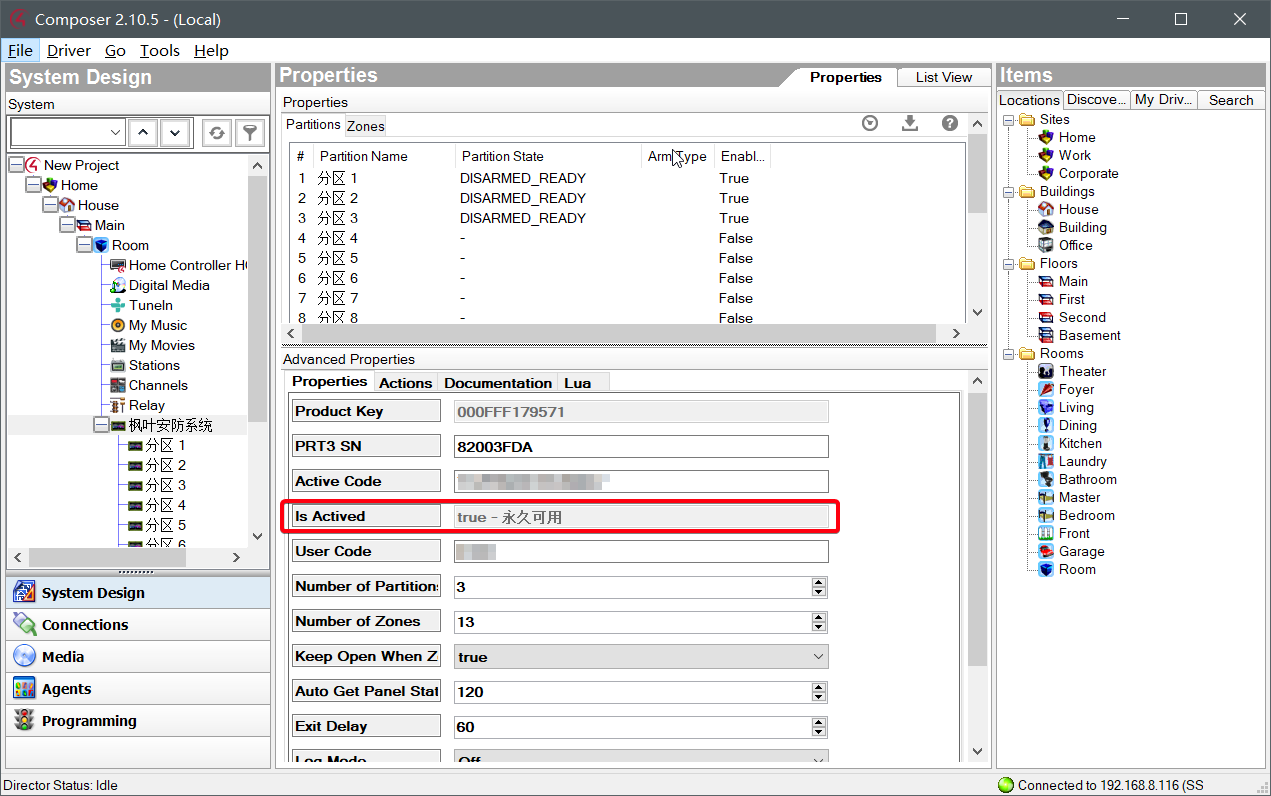 Composer 2.10.5 - (Local)
File Driver Go Tools Help
System Design
System
New Project
Home
House
Main
Room
Home Controller H
Digital Media
TuneIn
My Music
My Movies
Stations
Channels
Relay
枫叶安防系统
分区 1
分区 2
分区 3
分区 4
分区 5
分区 6
System Design
Connections
Media
Agents
Programming
Properties
Properties List View
Properties
Partitions Zones
# Partition Name Partition State Arm Type Enabl...
1 分区 1 DISARMED_READY True
2 分区 2 DISARMED_READY True
3 分区 3 DISARMED_READY True
4 分区 4 - False
5 分区 5 - False
6 分区 6 - False
7 分区 7 - False
8 分区 8 - False
Advanced Properties
Properties Actions Documentation Lua
Product Key 000FFF179571
PRT3 SN 82003FDA
Active Code
Is Actived true - 永久可用
User Code
Number of Partitions 3
Number of Zones 13
Keep Open When Z true
Auto Get Panel Stat 120
Exit Delay 60
Log Mode Off
Items
Locations Discove... My Driv... Search
Sites
Home
Work
Corporate
Buildings
House
Building
Office
Floors
Main
First
Second
Basement
Rooms
Theater
Foyer
Living
Dining
Kitchen
Laundry
Bathroom
Master
Bedroom
Front
Garage
Room
Director Status: Idle
Connected to 192.168.8.116 (SS